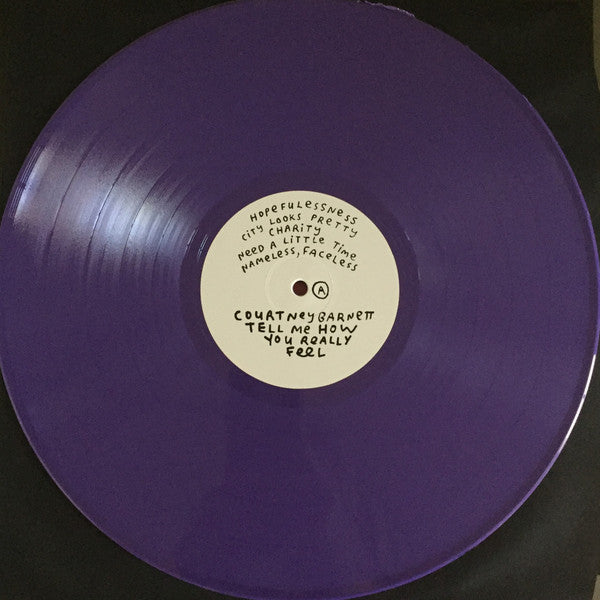 HOPEFULESSNESS
CITY LOOKS PRETTY
CHARITY
NEED A LITTLE TIME
NAMELESS, FACELESS
A
COURTNEY BARNETT
TELL ME HOW
YOU REALLY
FEEL